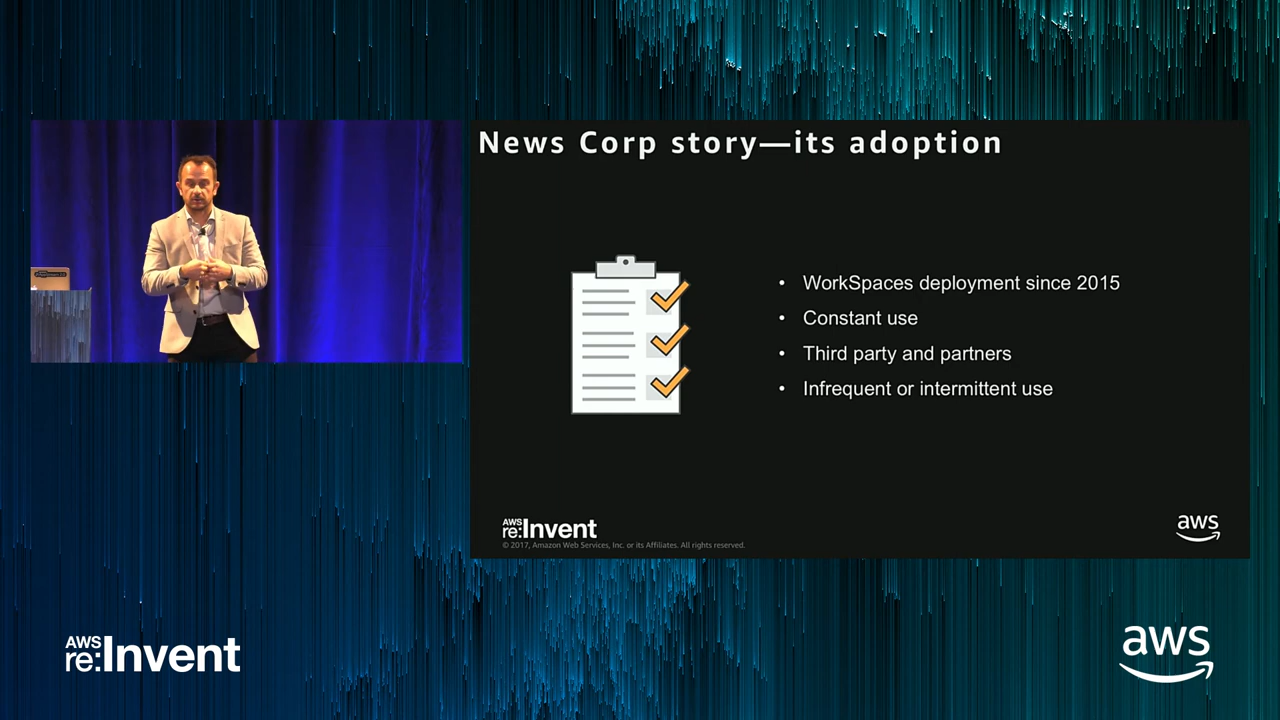 News Corp story—its adoption
• WorkSpaces deployment since 2015
• Constant use
• Third party and partners
• Infrequent or intermittent use
AWS
re:Invent
© 2017, Amazon Web Services, Inc. or its Affiliates. All rights reserved.
aws
AWS
re:Invent
aws